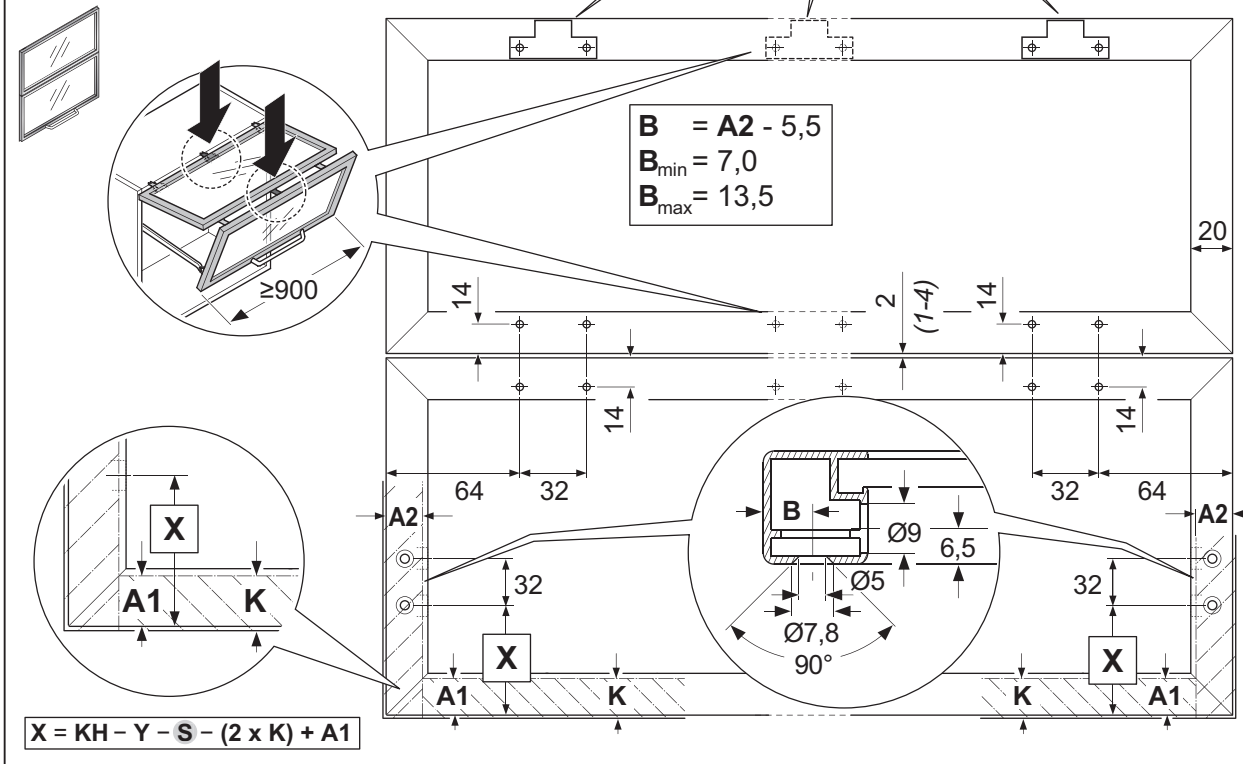 B = A2 - 5,5
Bmin = 7,0
Bmax = 13,5
20
≥900
14
2
(1-4)
14
14
14
64
32
32
64
A2
B
Ø9
6,5
A2
X
Ø5
32
32
A1
K
Ø7,8
90°
X
X
A1
K
K
A1
X = KH – Y – S – (2 x K) + A1